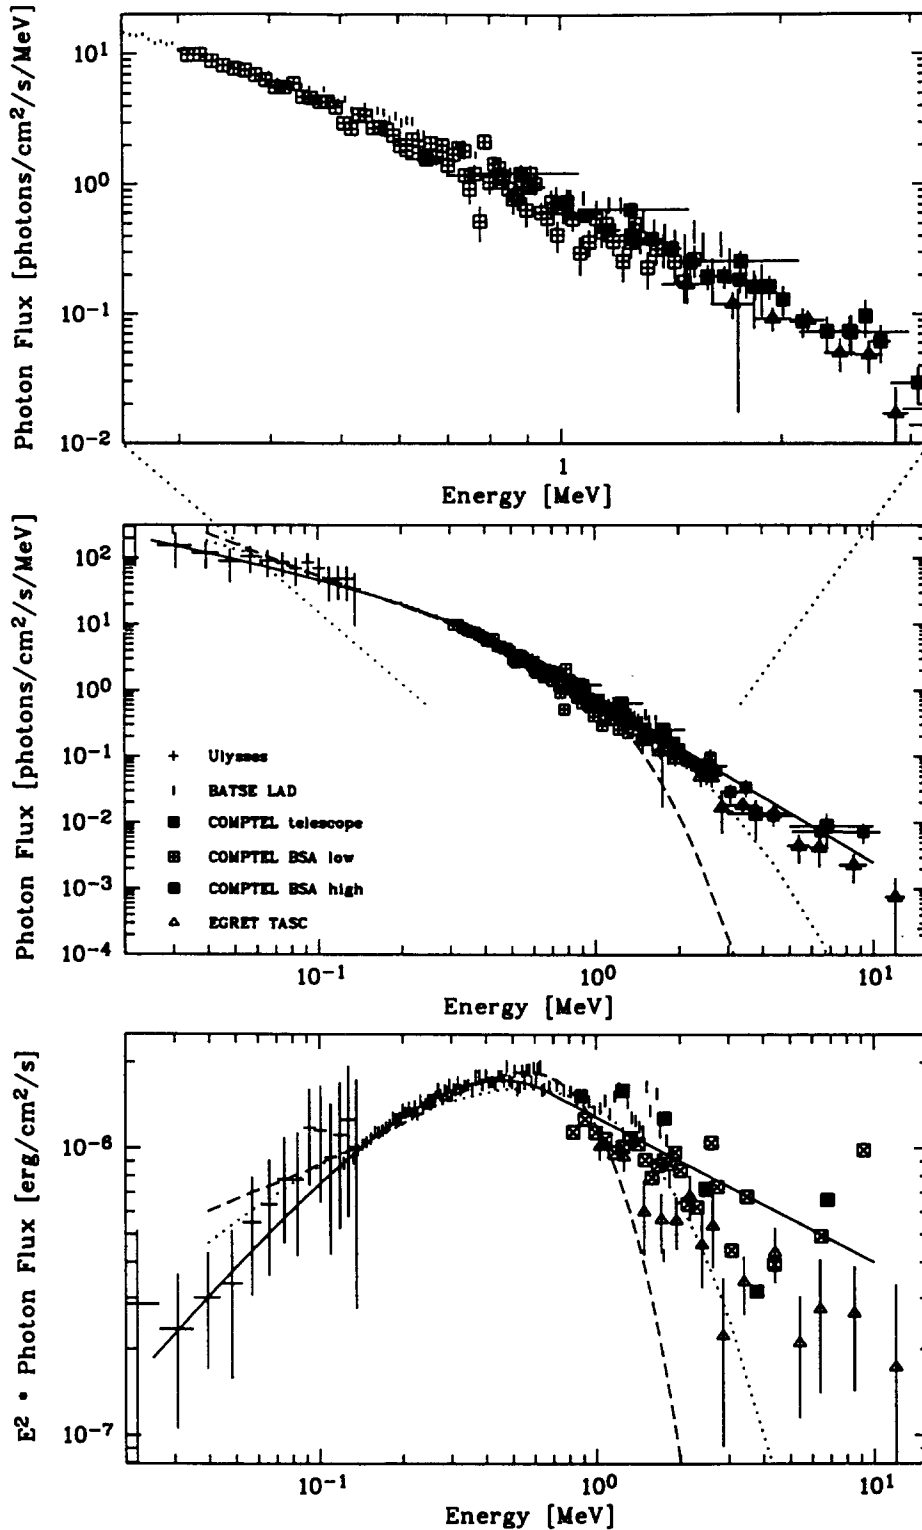 Photon Flux [photons/cm²/s/MeV]
10¹
10⁰
10⁻¹
10⁻²
1
Energy [MeV]
Photon Flux [photons/cm²/s/MeV]
10²
10¹
10⁰
10⁻¹
10⁻²
10⁻³
10⁻⁴
Ulysses
BATSE LAD
COMPTEL telescope
COMPTEL BSA low
COMPTEL BSA high
EGRET TASC
10⁻¹ 10⁰ 10¹
Energy [MeV]
E² * Photon Flux [erg/cm²/s]
10⁻⁶
10⁻⁷
10⁻¹ 10⁰ 10¹
Energy [MeV]